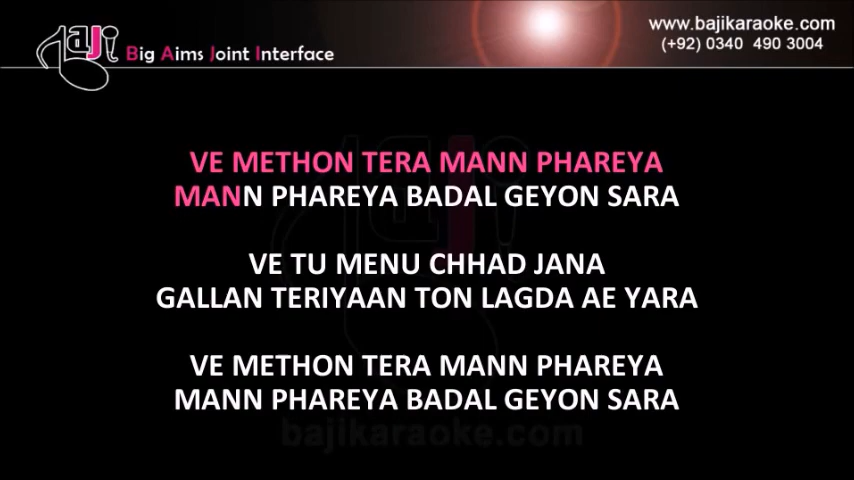 BAJI Big Aims Joint Interface
www.bajikaraoke.com
(+92) 0340 490 3004
VE METHON TERA MANN PHAREYA
MANN PHAREYA BADAL GEYON SARA
VE TU MENU CHHAD JANA
GALLAN TERIYAAN TON LAGDA AE YARA
VE METHON TERA MANN PHAREYA
MANN PHAREYA BADAL GEYON SARA
bajikaraoke.com